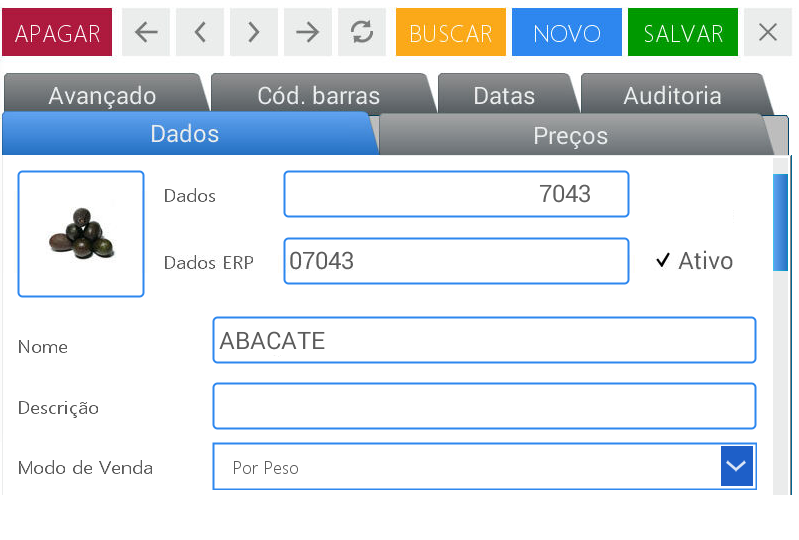 APAGAR BUSCAR NOVO SALVAR
Avançado Cód. barras Datas Auditoria
Dados Preços
Dados 7043
Dados ERP 07043 Ativo
Nome ABACATE
Descrição
Modo de Venda Por Peso